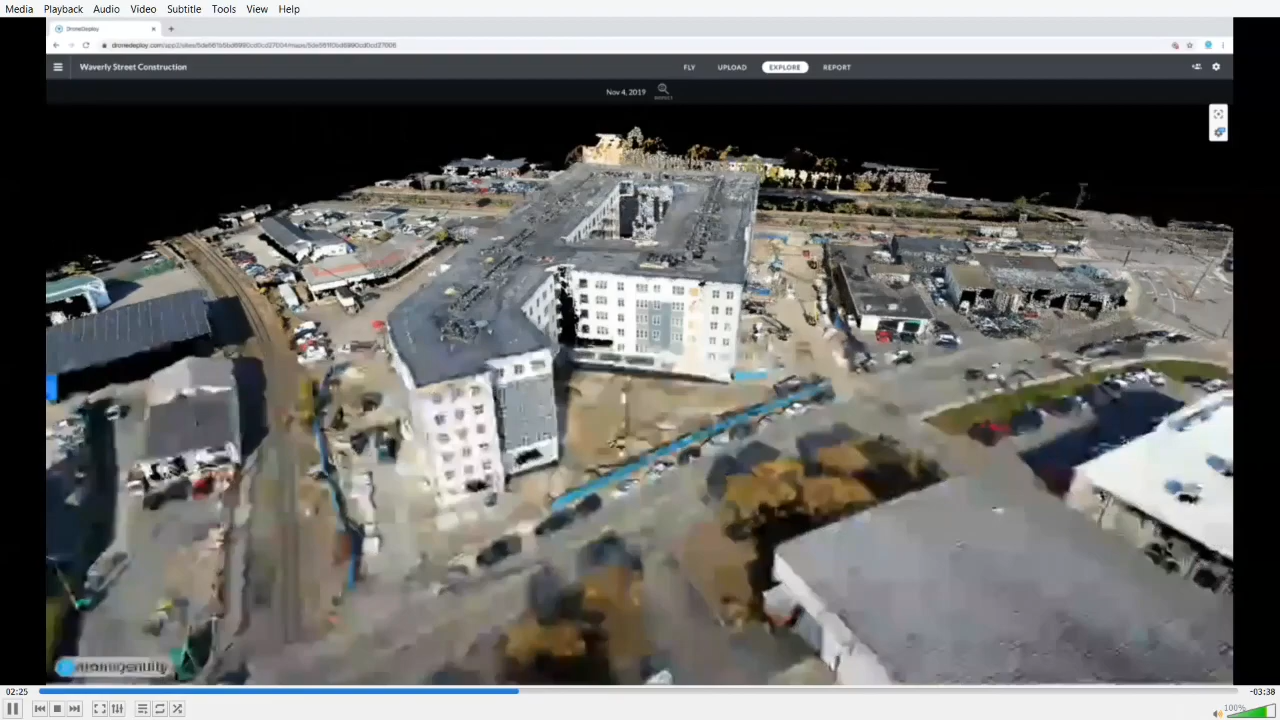 Media Playback Audio Video Subtitle Tools View Help
DroneDeploy
Waverly Street Construction
FLY UPLOAD EXPLORE REPORT
Nov 4, 2019
02:25
-03:38
100%